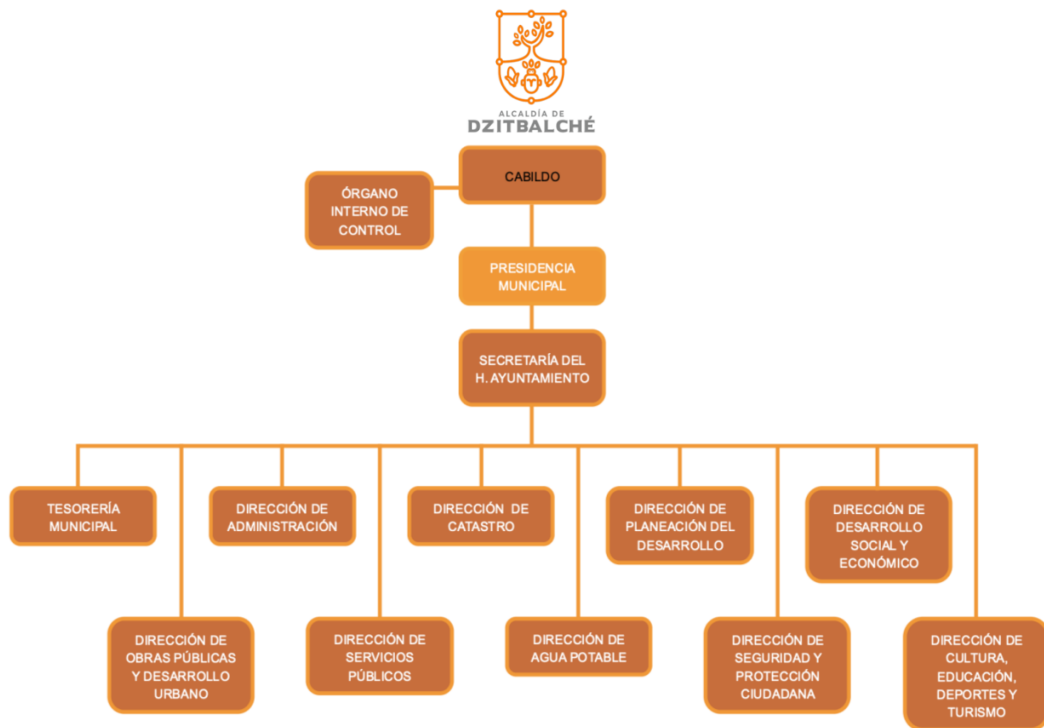 ALCALDÍA DE
DZITBALCHÉ
CABILDO
ÓRGANO
INTERNO DE
CONTROL
PRESIDENCIA
MUNICIPAL
SECRETARÍA DEL
H. AYUNTAMIENTO
TESORERÍA
MUNICIPAL
DIRECCIÓN DE
ADMINISTRACIÓN
DIRECCIÓN DE
CATASTRO
DIRECCIÓN DE
PLANEACIÓN DEL
DESARROLLO
DIRECCIÓN DE
DESARROLLO
SOCIAL Y
ECONÓMICO
DIRECCIÓN DE
OBRAS PÚBLICAS
Y DESARROLLO
URBANO
DIRECCIÓN DE
SERVICIOS
PÚBLICOS
DIRECCIÓN DE
AGUA POTABLE
DIRECCIÓN DE
SEGURIDAD Y
PROTECCIÓN
CIUDADANA
DIRECCIÓN DE
CULTURA,
EDUCACIÓN,
DEPORTES Y
TURISMO